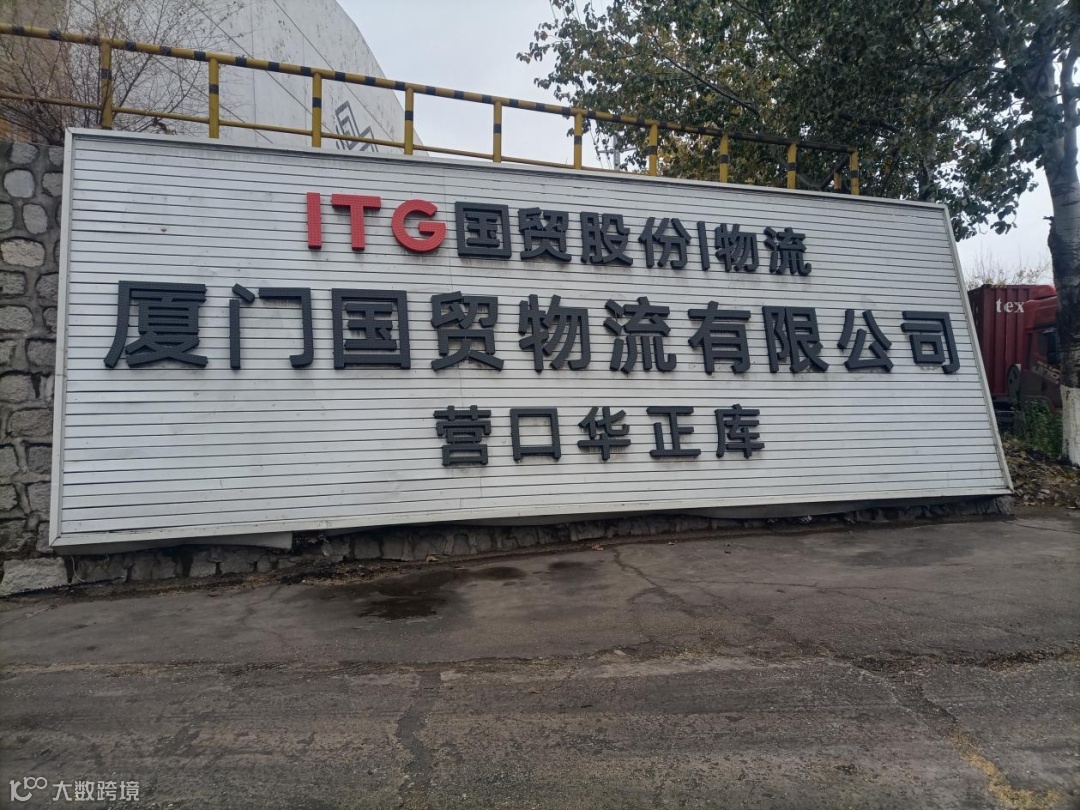 ITG国贸股份|物流
厦门国贸物流有限公司
营口华正库
tex
大数跨境